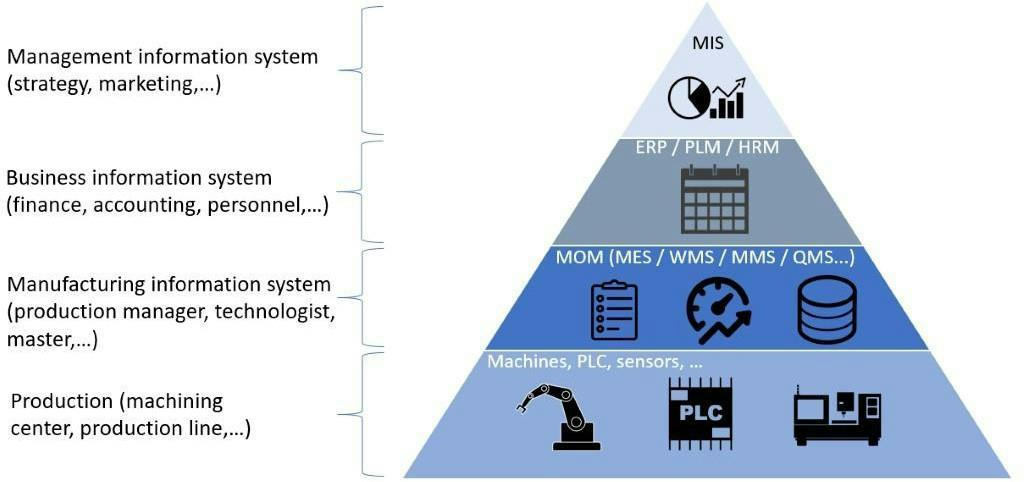 MIS
Management information system
(strategy, marketing,...)
ERP / PLM / HRM
Business information system
(finance, accounting, personnel,...)
MOM (MES / WMS / MMS / QMS...)
Manufacturing information system
(production manager, technologist,
master,...)
Machines, PLC, sensors, ...
PLC
Production (machining
center, production line,...)